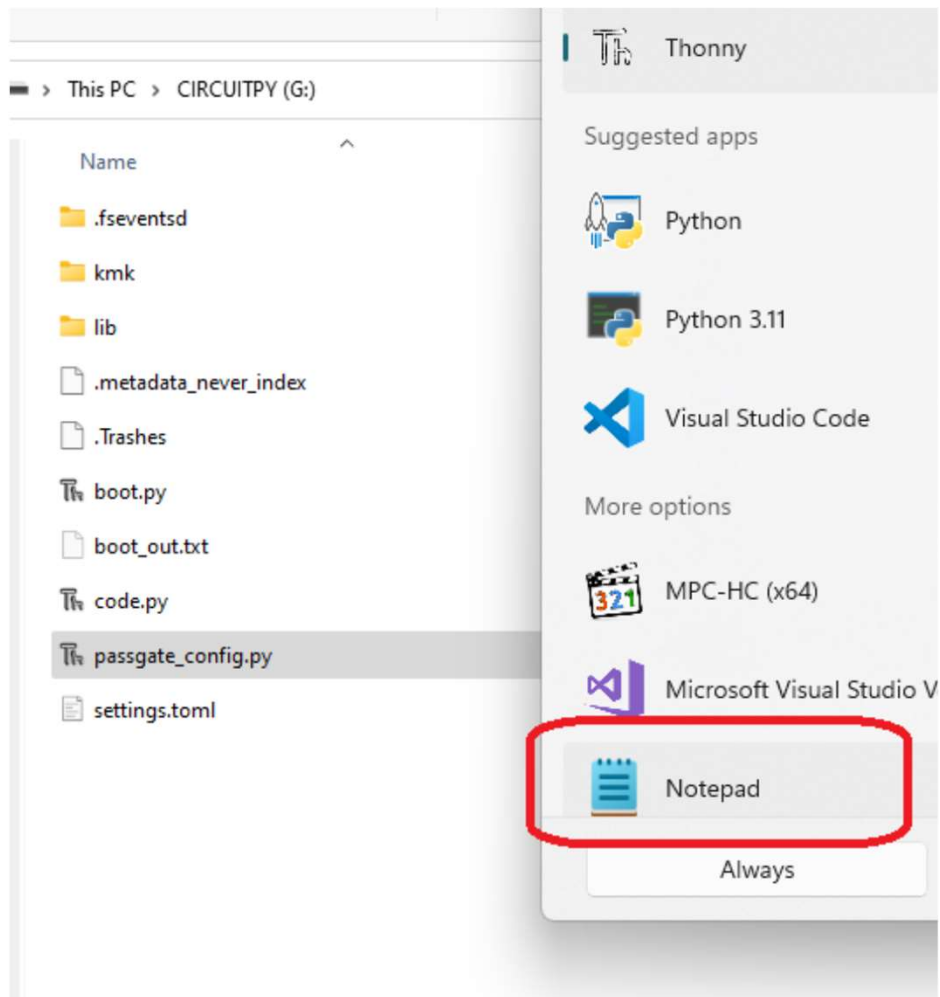 This PC > CIRCUITPY (G:)
Name
.fseventsd
kmk
lib
.metadata_never_index
.Trashes
boot.py
boot_out.txt
code.py
passgate_config.py
settings.toml
Th Thonny
Suggested apps
Python
Python 3.11
Visual Studio Code
More options
321 MPC-HC (x64)
Microsoft Visual Studio V
Notepad
Always